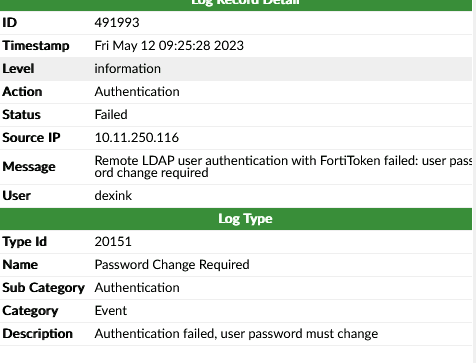 Log Record Detail
ID 491993
Timestamp Fri May 12 09:25:28 2023
Level information
Action Authentication
Status Failed
Source IP 10.11.250.116
Message Remote LDAP user authentication with FortiToken failed: user pass
ord change required
User dexink
Log Type
Type Id 20151
Name Password Change Required
Sub Category Authentication
Category Event
Description Authentication failed, user password must change